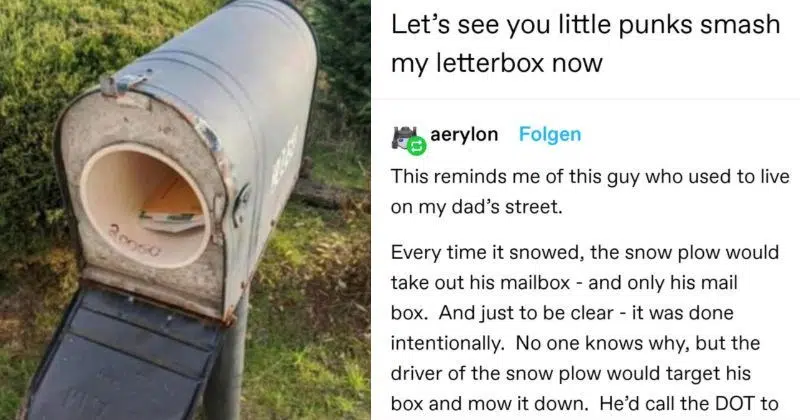 Let’s see you little punks smash
my letterbox now
aerylon Folgen
This reminds me of this guy who used to live
on my dad’s street.
Every time it snowed, the snow plow would
take out his mailbox - and only his mail
box. And just to be clear - it was done
intentionally. No one knows why, but the
driver of the snow plow would target his
box and mow it down. He’d call the DOT to